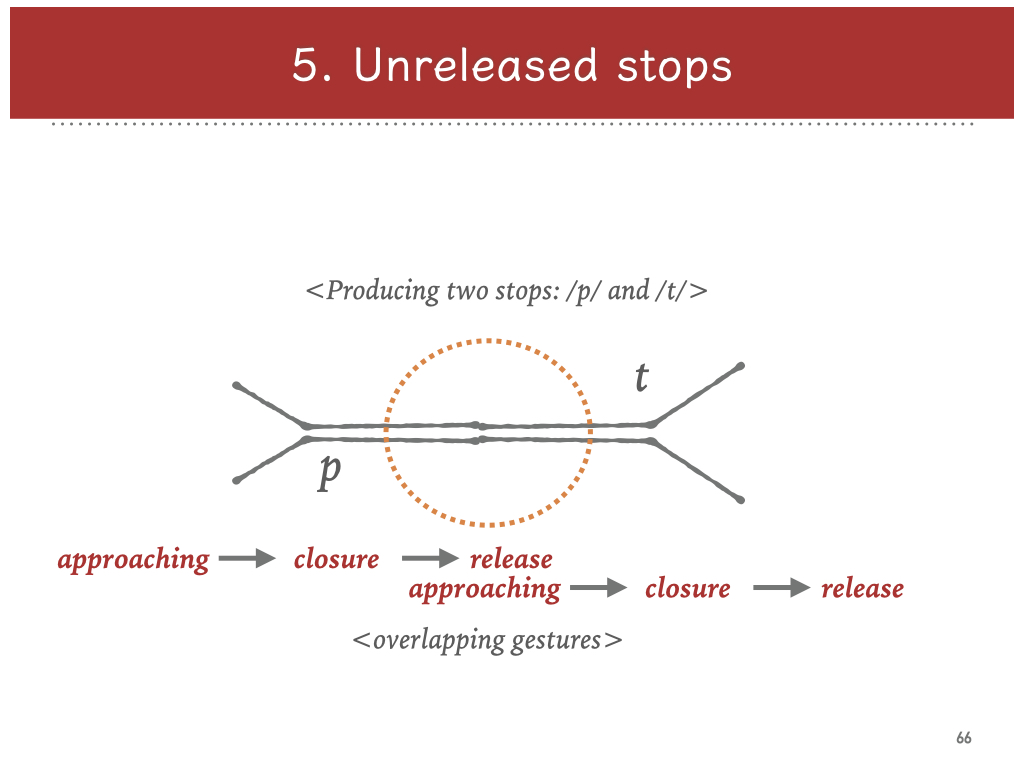 5. Unreleased stops
<Producing two stops: /p/ and /t/>
t
p
approaching closure release
approaching closure release
<overlapping gestures>
66